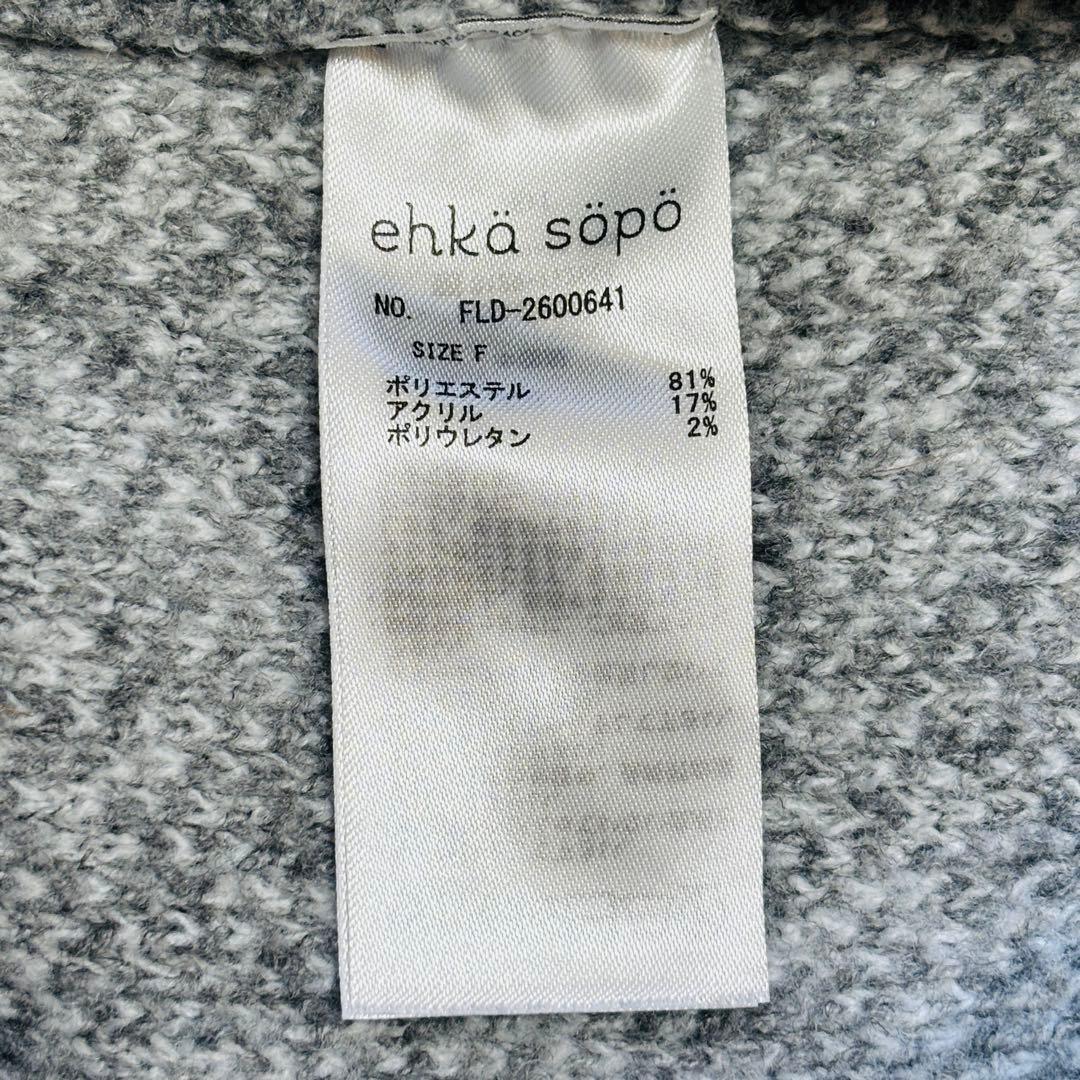 ehkä söpö
NO. FLD-2600641
SIZE F
ポリエステル 81%
アクリル 17%
ポリウレタン 2%